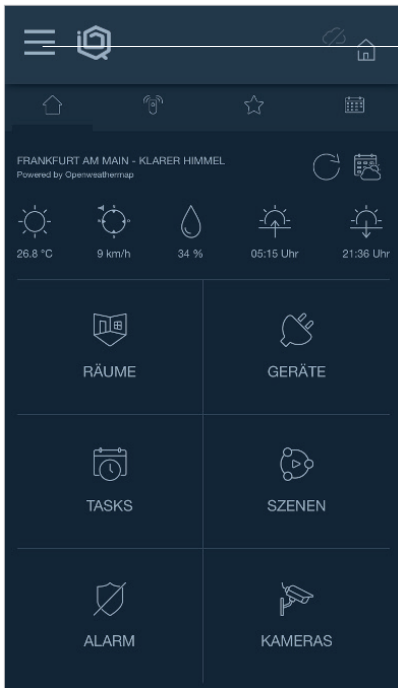 iQ
FRANKFURT AM MAIN - KLARER HIMMEL
Powered by Openweathermap
26.8 °C 9 km/h 34 % 05:15 Uhr 21:36 Uhr
RÄUME GERÄTE
TASKS SZENEN
ALARM KAMERAS